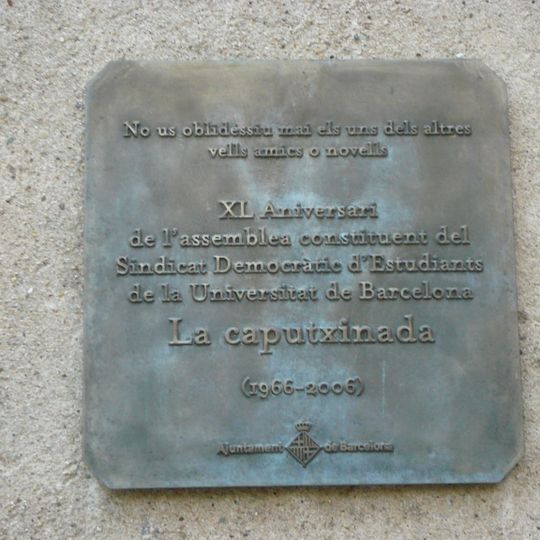 No us oblidéssiu mai els uns dels altres
vells amics o novells
XL Aniversari
de l'assemblea constituent del
Sindicat Democràtic d'Estudiants
de la Universitat de Barcelona
La caputxinada
(1966-2006)
Ajuntament de Barcelona